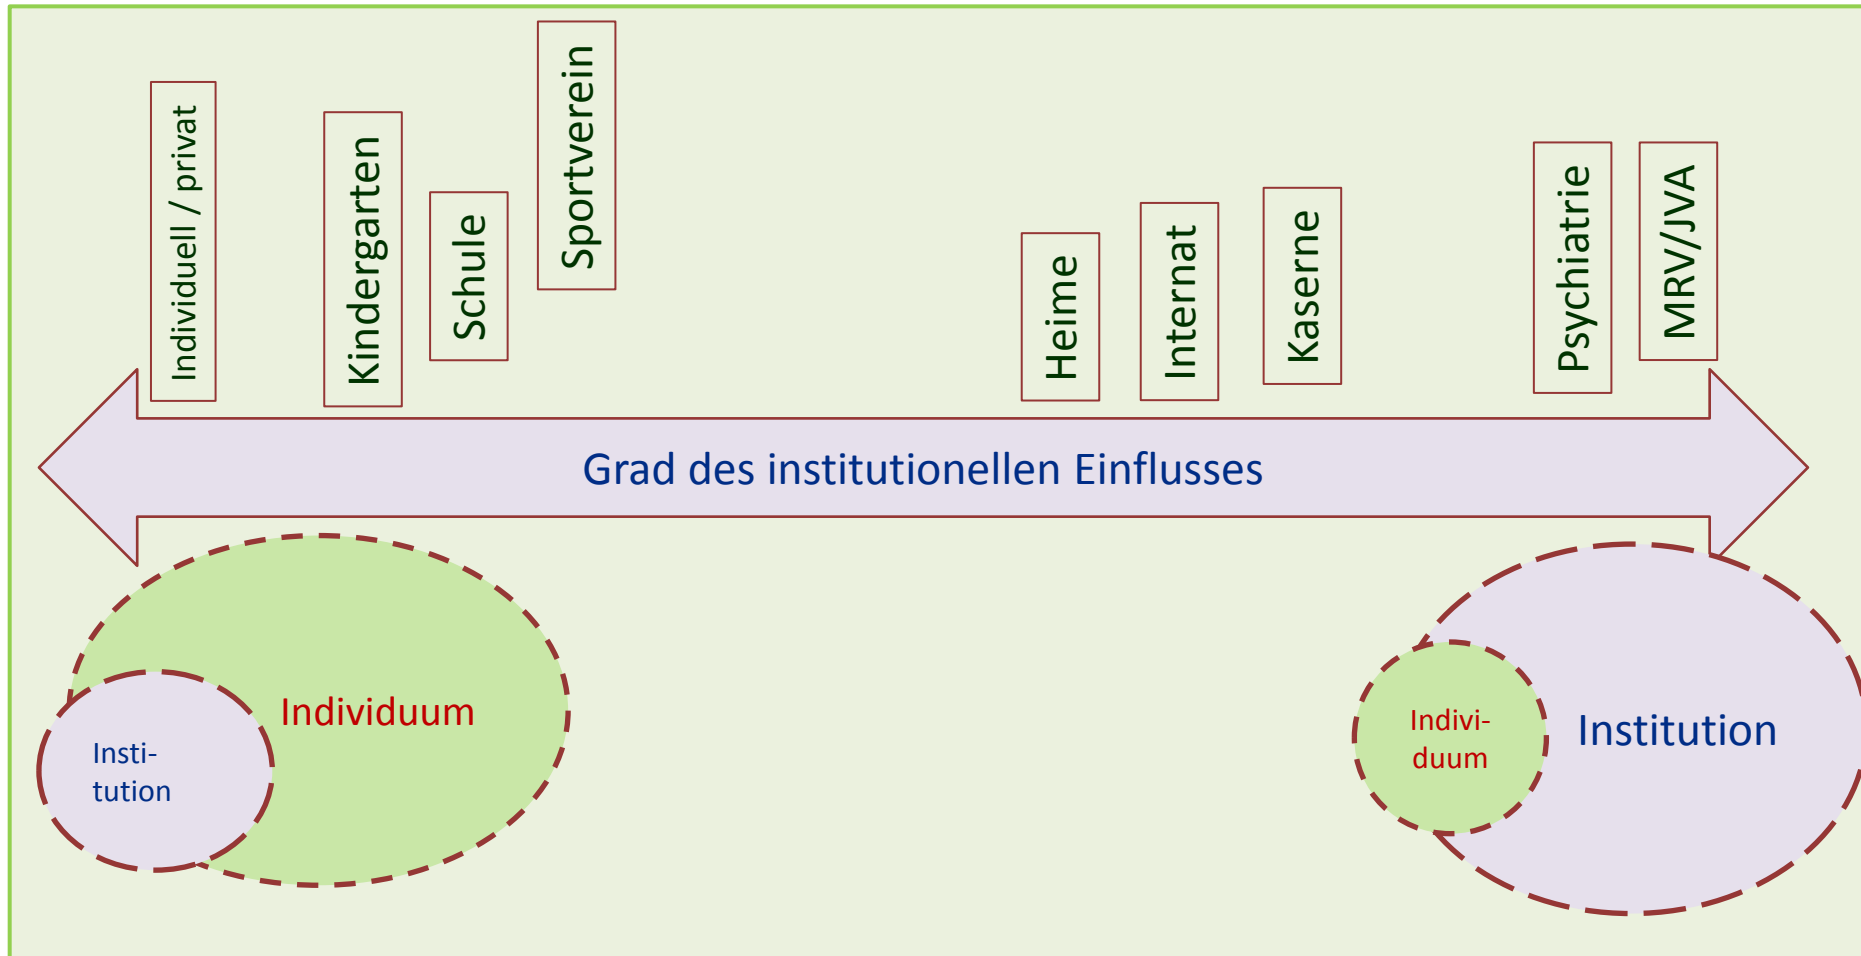 Individuell / privat
Kindergarten
Schule
Sportverein
Heime
Internat
Kaserne
Psychiatrie
MRV/JVA
Grad des institutionellen Einflusses
Individuum
Insti-
tution
Indivi-
duum
Institution